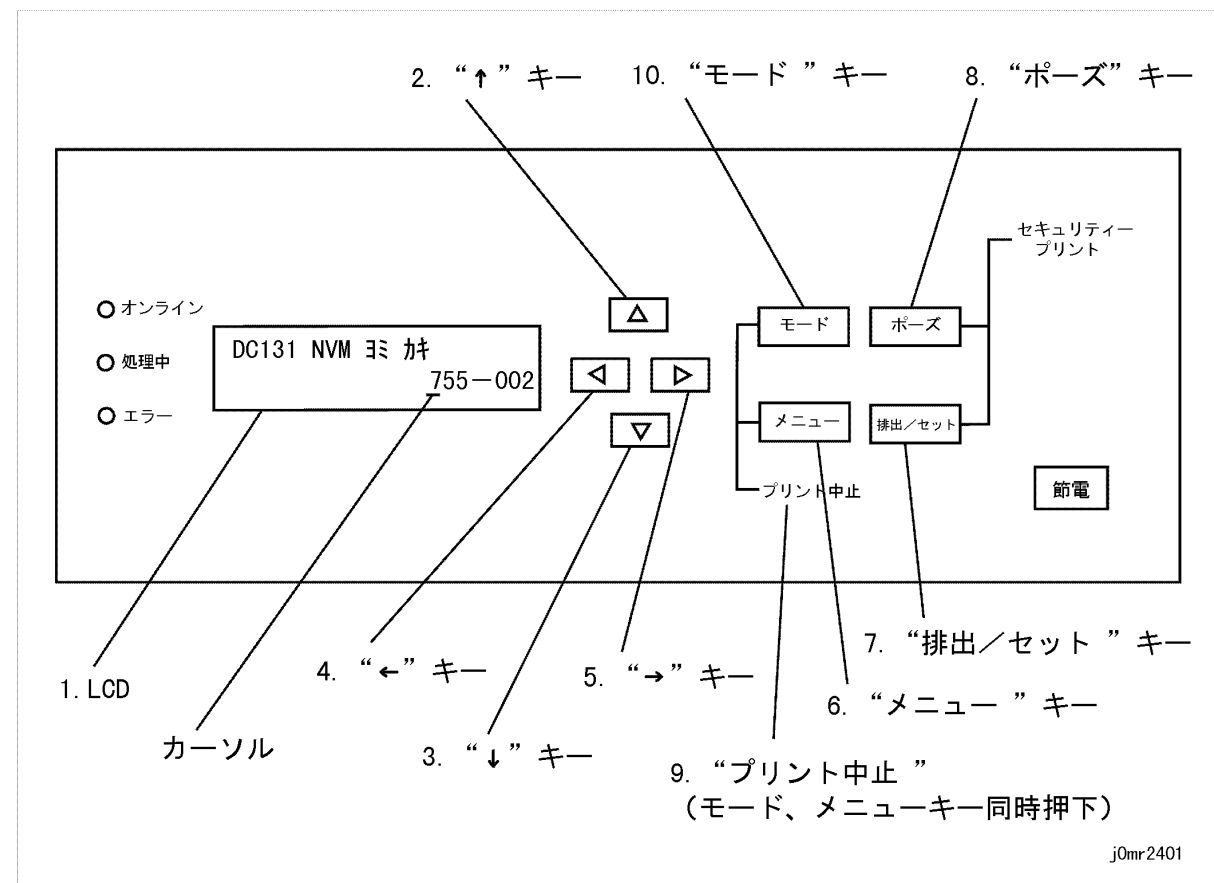 2. “↑” キー
10. “モード ” キー
8. “ポーズ” キー
セキュリティー
プリント
オンライン
処理中
エラー
DC131 NVM ﾖﾐ ｶｷ
755－002
モード
ポーズ
メニュー
排出／セット
プリント中止
節電
7. “排出／セット ” キー
4. “←” キー
5. “→” キー
1. LCD
6. “メニュー ” キー
カーソル
3. “↓” キー
9. “プリント中止 ”
（モード、メニューキー同時押下）
j0mr2401